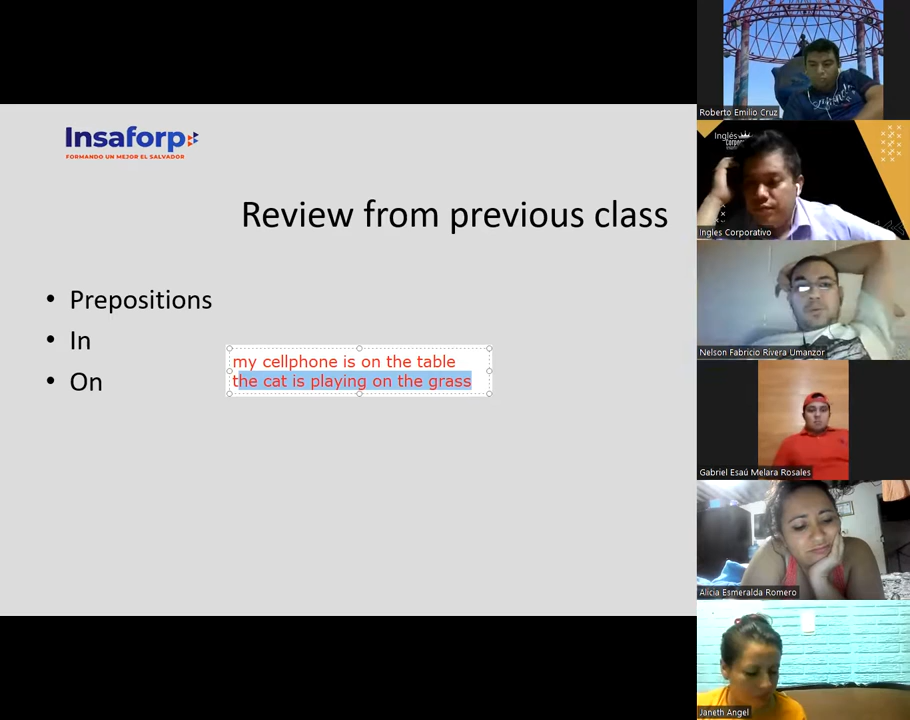 Insaforp
FORMANDO UN MEJOR EL SALVADOR
Review from previous class
• Prepositions
• In
• On
my cellphone is on the table
the cat is playing on the grass
Roberto Emilio Cruz
Inglés
Ingles Corporativo
Nelson Fabricio Rivera Umanzor
Gabriel Esaú Melara Rosales
Alicia Esmeralda Romero
Janeth Angel